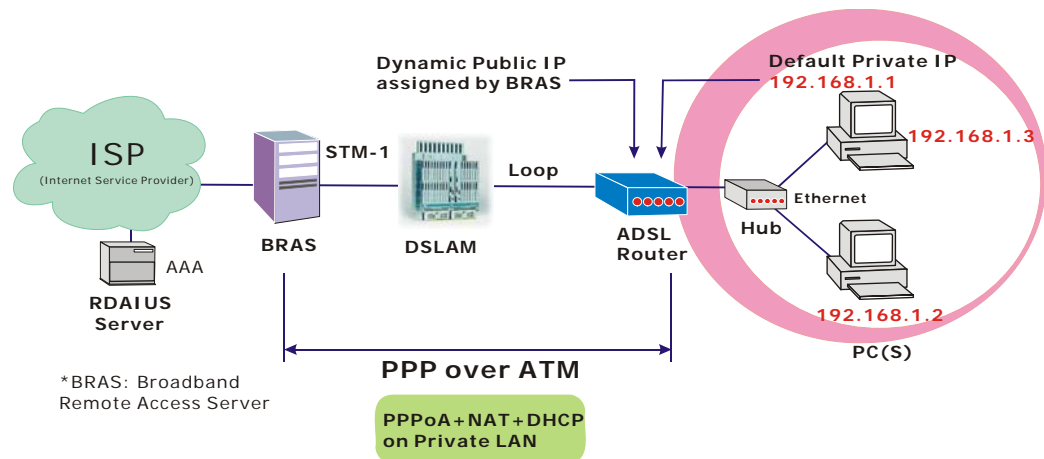 Dynamic Public IP
assigned by BRAS
Default Private IP
192.168.1.1
192.168.1.3
ISP
(Internet Service Provider)
STM-1
Loop
Ethernet
BRAS
DSLAM
ADSL
Router
Hub
AAA
RDAIUS
Server
192.168.1.2
PC(S)
PPP over ATM
*BRAS: Broadband
Remote Access Server
PPPoA+NAT+DHCP
on Private LAN